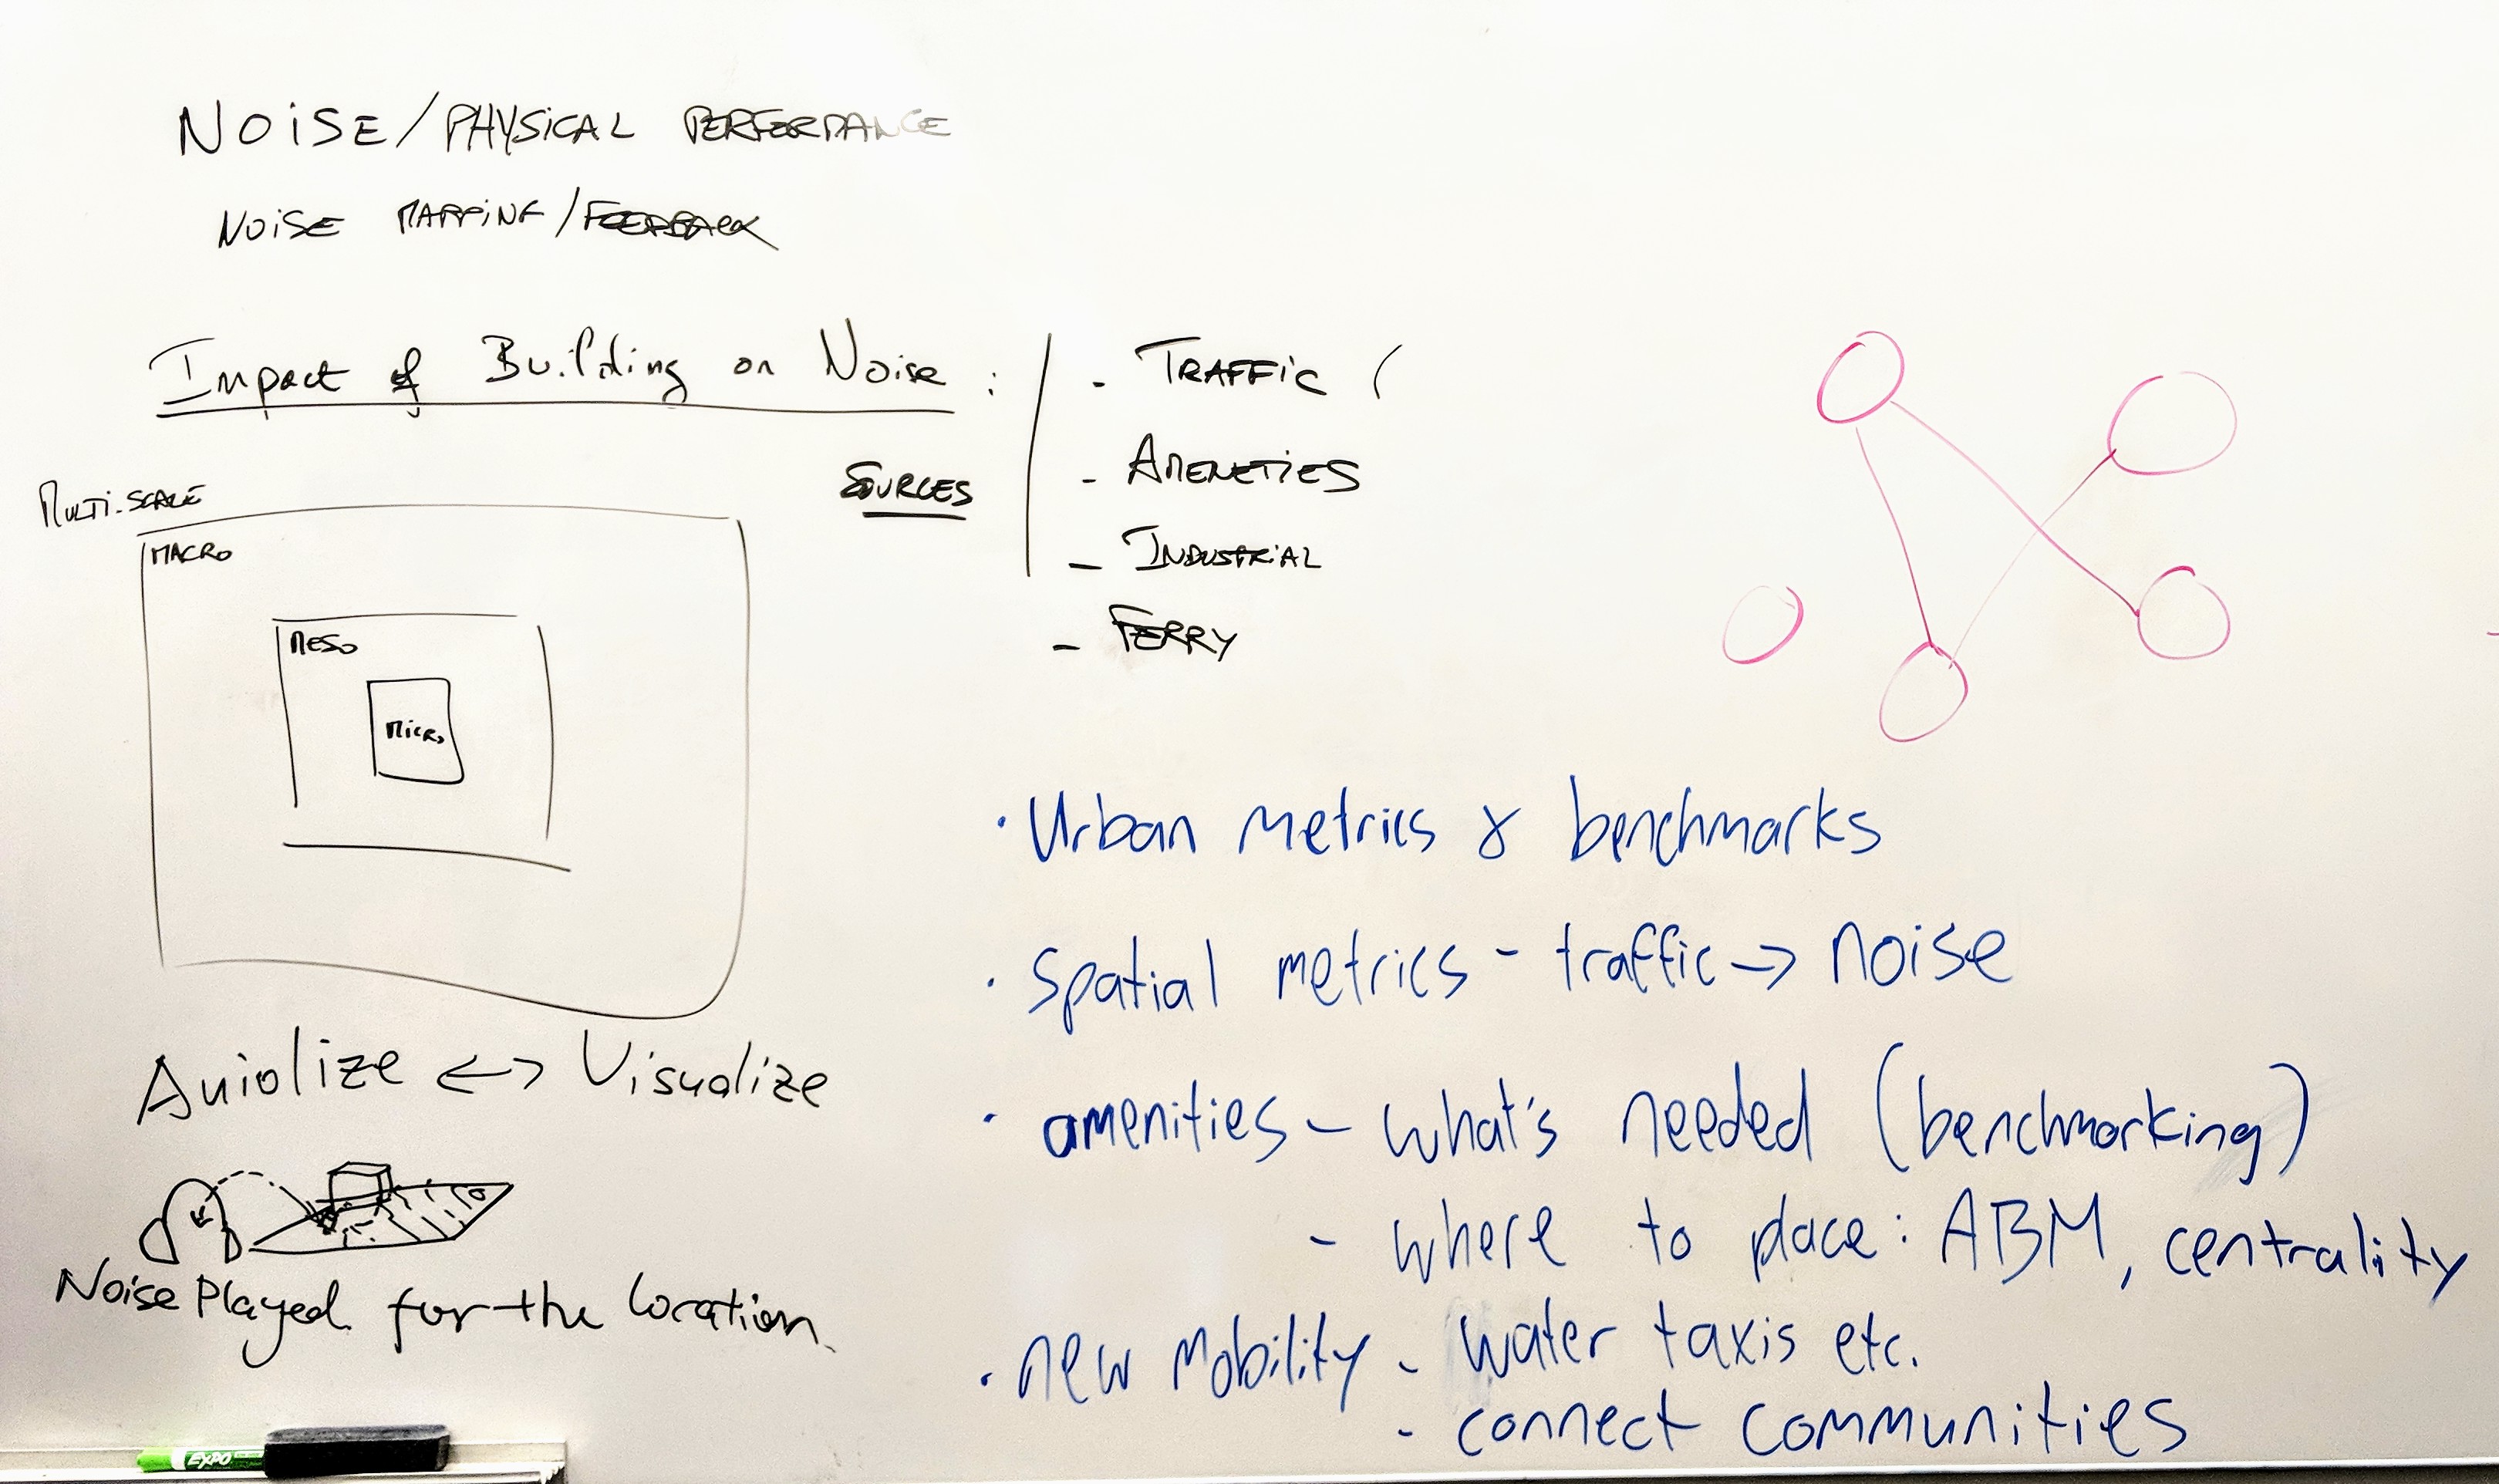 NOISE/PHYSICAL PERFORMANCE
NOISE MAPPING/FEEDBACK
Impact of Building on Noise :
SOURCES
- TRAFFIC (
- AMENETIES
- INDUSTRIAL
- FERRY
MULTI-SCALE
MACRO
MESO
MICRO
Auiolize <-> Visualize
Noise Played for the location.
· Urban metrics & benchmarks
· Spatial metrics - traffic -> noise
· amenities - what's needed (benchmarking)
- where to place: ABM, centrality
· new mobility - water taxis etc.
- connect communities
EXPO